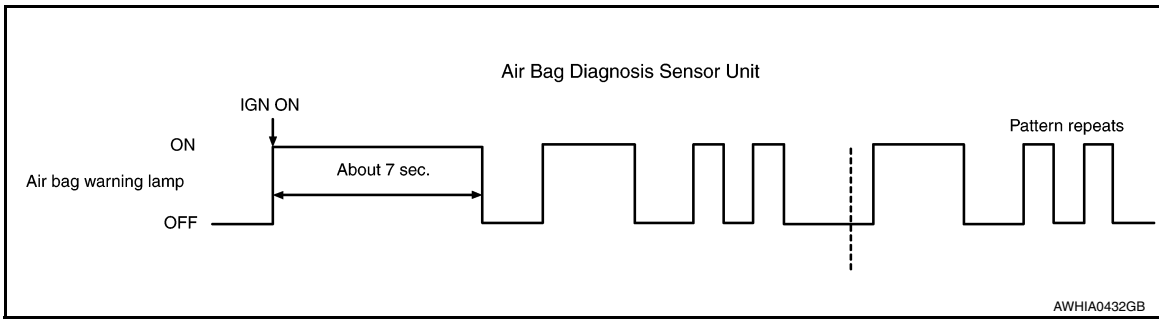 Air Bag Diagnosis Sensor Unit
IGN ON
Pattern repeats
ON
About 7 sec.
Air bag warning lamp
OFF
AWHIA0432GB